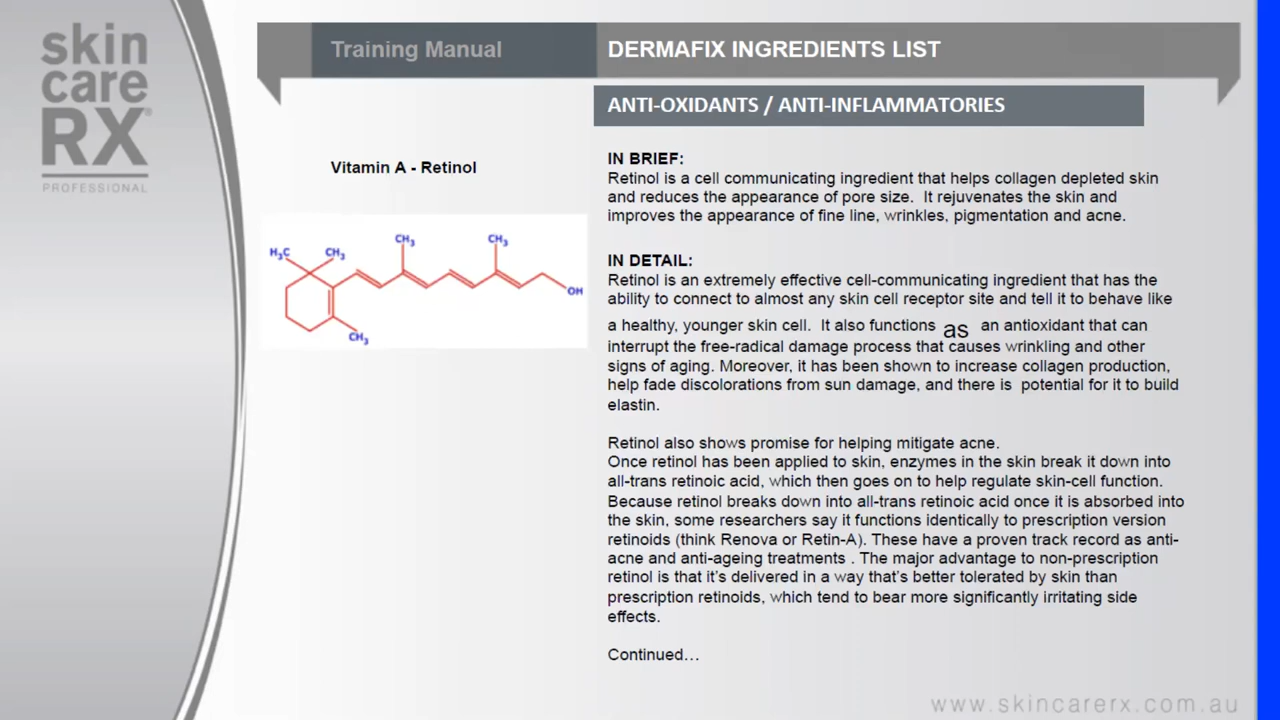 skin
care
RX®
PROFESSIONAL
Training Manual
DERMAFIX INGREDIENTS LIST
ANTI-OXIDANTS / ANTI-INFLAMMATORIES
Vitamin A - Retinol
H₃C
CH₃
CH₃
CH₃
OH
CH₃
IN BRIEF:
Retinol is a cell communicating ingredient that helps collagen depleted skin
and reduces the appearance of pore size.  It rejuvenates the skin and
improves the appearance of fine line, wrinkles, pigmentation and acne.
IN DETAIL:
Retinol is an extremely effective cell-communicating ingredient that has the
ability to connect to almost any skin cell receptor site and tell it to behave like
a healthy, younger skin cell.  It also functions as an antioxidant that can
interrupt the free-radical damage process that causes wrinkling and other
signs of aging. Moreover, it has been shown to increase collagen production,
help fade discolorations from sun damage, and there is  potential for it to build
elastin.
Retinol also shows promise for helping mitigate acne.
Once retinol has been applied to skin, enzymes in the skin break it down into
all-trans retinoic acid, which then goes on to help regulate skin-cell function.
Because retinol breaks down into all-trans retinoic acid once it is absorbed into
the skin, some researchers say it functions identically to prescription version
retinoids (think Renova or Retin-A). These have a proven track record as anti-
acne and anti-ageing treatments . The major advantage to non-prescription
retinol is that it's delivered in a way that's better tolerated by skin than
prescription retinoids, which tend to bear more significantly irritating side
effects.
Continued…
www.skincarerx.com.au